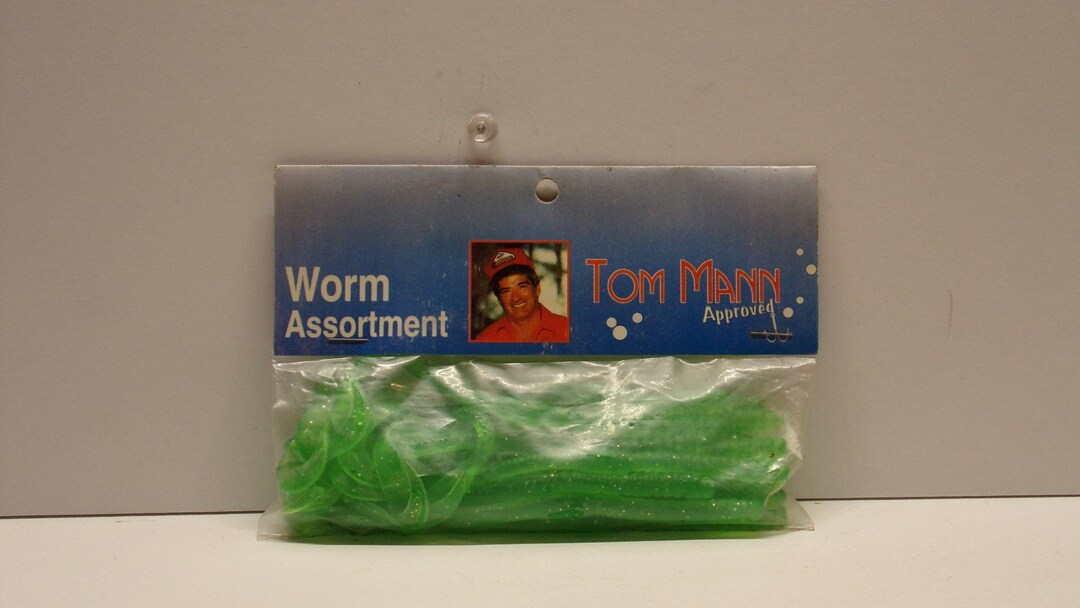 Worm
Assortment
TOM MANN
Approved